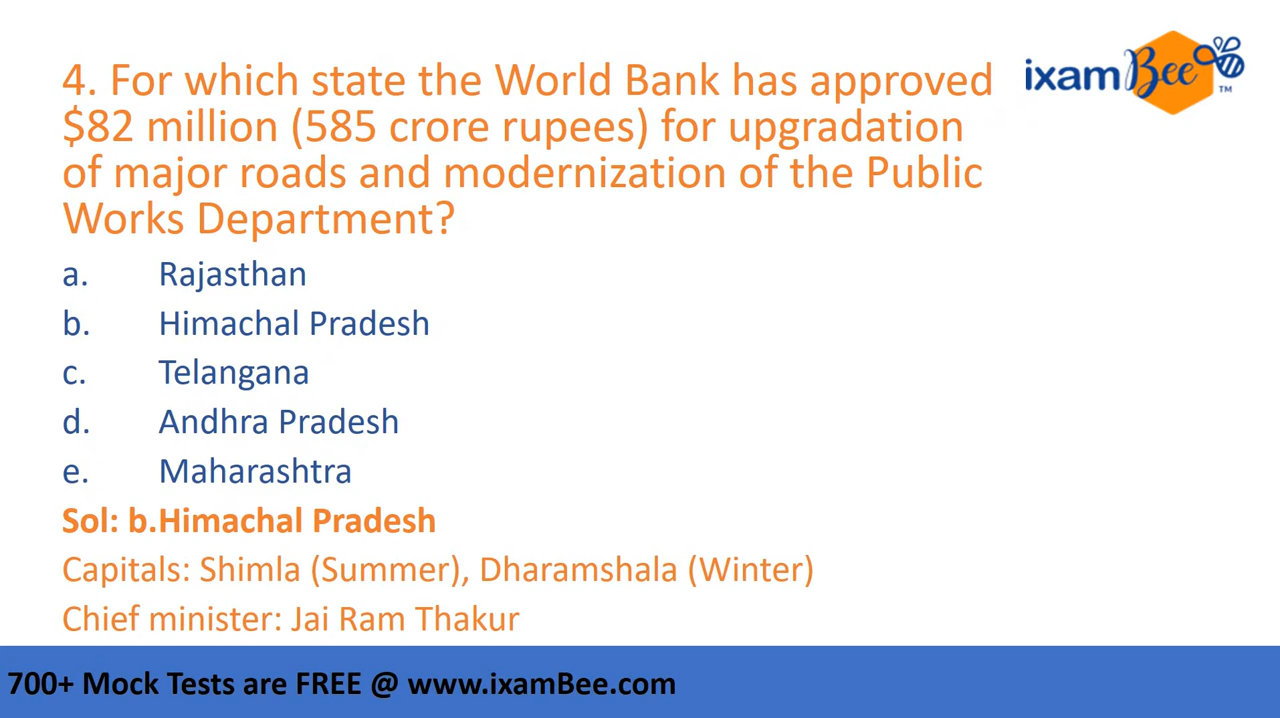 4. For which state the World Bank has approved
$82 million (585 crore rupees) for upgradation
of major roads and modernization of the Public
Works Department?
a. Rajasthan
b. Himachal Pradesh
c. Telangana
d. Andhra Pradesh
e. Maharashtra
Sol: b.Himachal Pradesh
Capitals: Shimla (Summer), Dharamshala (Winter)
Chief minister: Jai Ram Thakur
ixamBee TM
700+ Mock Tests are FREE @ www.ixamBee.com